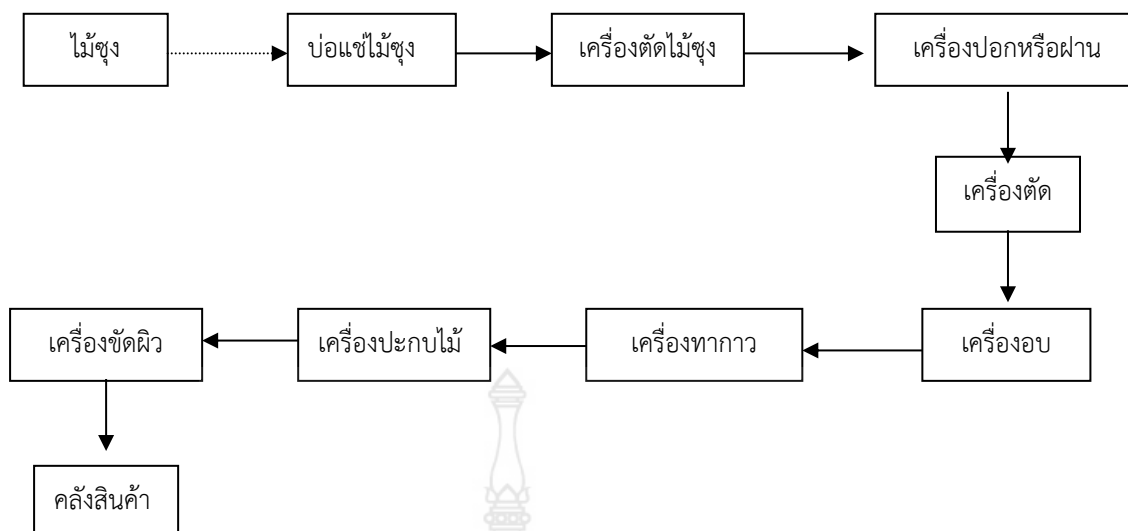 ไม้ซุง
บ่อแช่ไม้ซุง
เครื่องตัดไม้ซุง
เครื่องปอกหรือฝาน
เครื่องตัด
เครื่องอบ
เครื่องทากาว
เครื่องปะกบไม้
เครื่องขัดผิว
คลังสินค้า